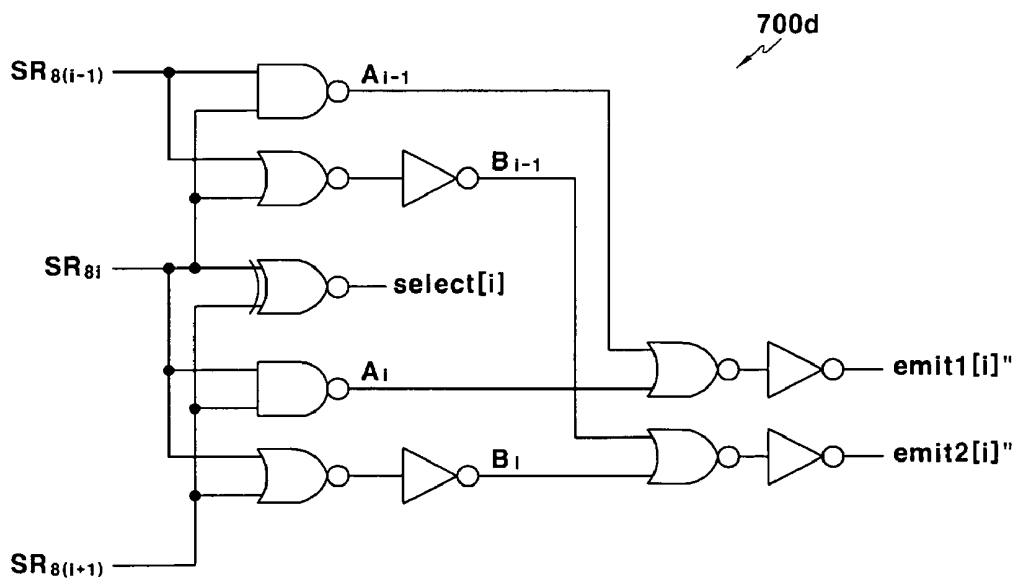 700d
SR8(i-1)
Ai-1
Bi-1
SR8i
select[i]
Ai
emit1[i]"
Bi
emit2[i]"
SR8(i+1)